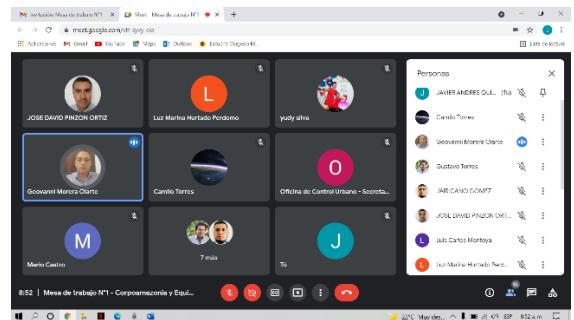 Invitación: Mesa de trabajo N°1
Meet - Mesa de trabajo N°1
meet.google.com
Aplicaciones
Gmail
YouTube
Maps
Outlook
Lista de lectura
JOSE DAVID PINZON ORTIZ
Luz Marina Hurtado Perdomo
yudy silva
Geovanni Morera Olarte
Camilo Torres
Oficina de Control Urbano - Secreta...
Mario Castro
7 más
Tú
L
O
M
J
Personas
JAVIER ANDRES QUI... (Tú)
Camilo Torres
Geovanni Morera Olarte
Gustavo Torres
JAIR CANO GOMEZ
JOSE DAVID PINZON ORT...
Luis Carlos Montoya
Luz Marina Hurtado Perd...
8:52 | Mesa de trabajo N°1 - Corpoamazonia y Equi...
22°C
ESP
8:52 a.m.